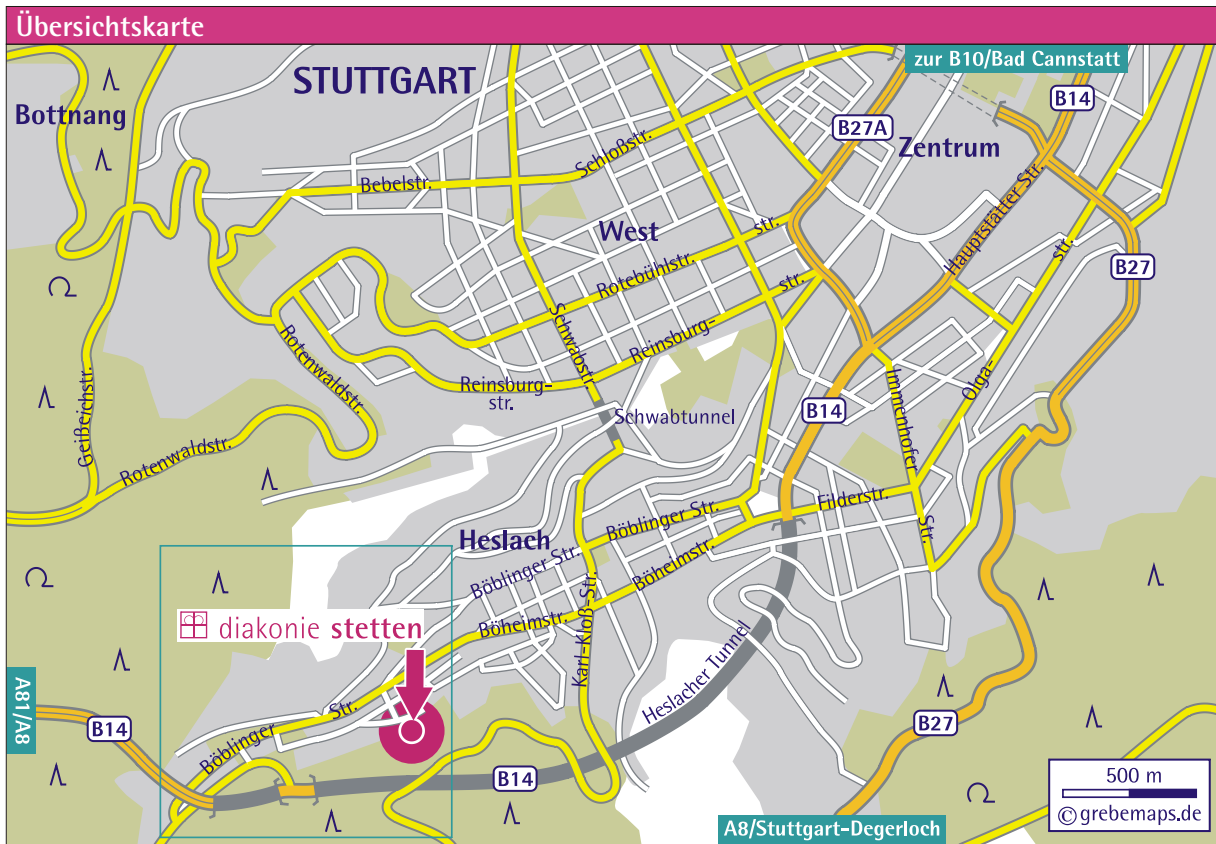 Übersichtskarte
STUTTGART
zur B10/Bad Cannstatt
Bottnang
B14
B27A
Zentrum
Schloßstr.
Bebelstr.
Hauptstätter Str.
West
str.
str.
Rotebühlstr.
B27
str.
Schwabstr.
Reinsburg-
Rotenwaldstr.
Reinsburg-
str.
Geißeichstr.
Schwabtunnel
B14
Immenhofer
Olga-
Rotenwaldstr.
Filderstr.
Böblinger Str.
Str.
Heslach
Böblinger Str.
Böheimstr.
diakonie stetten
Böheimstr.
Karl-Kloß-Str.
Heslacher Tunnel
A81/A8
B14
Str.
Böblinger
B27
B14
500 m
© grebemaps.de
A8/Stuttgart-Degerloch